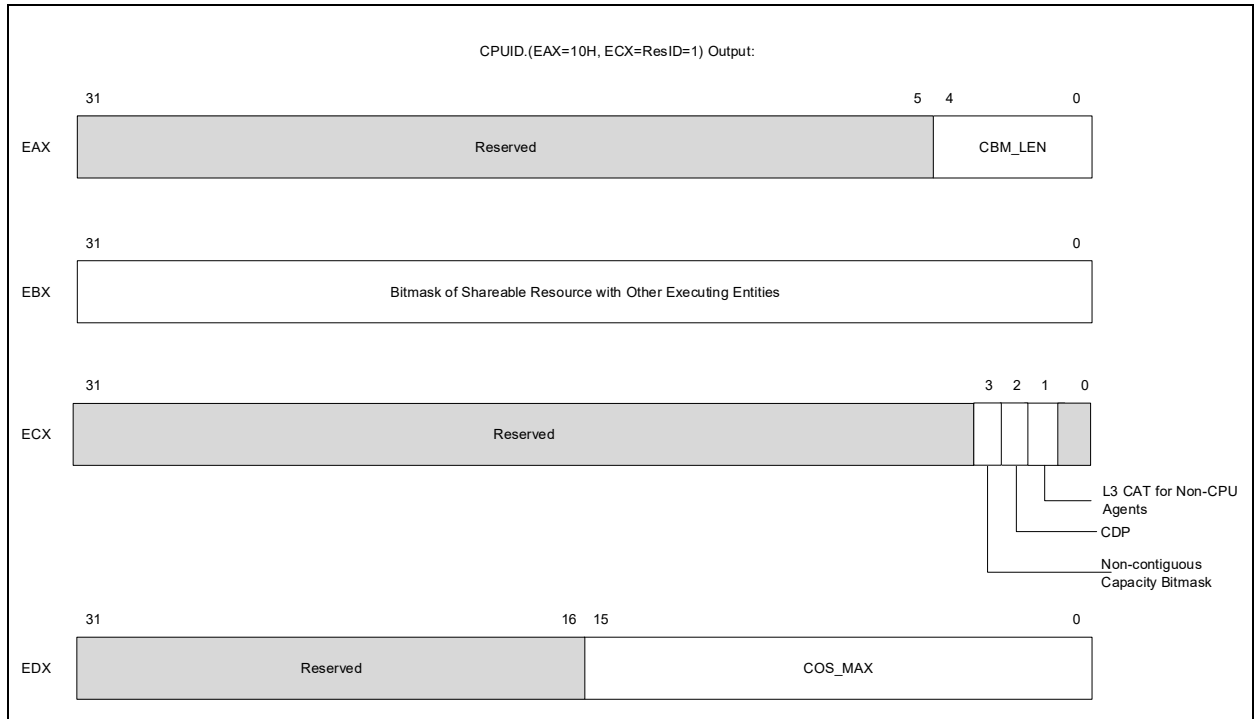 CPUID.(EAX=10H, ECX=ResID=1) Output:
31 5 4 0
EAX Reserved CBM_LEN
31 0
EBX Bitmask of Shareable Resource with Other Executing Entities
31 3 2 1 0
ECX Reserved
L3 CAT for Non-CPU
Agents
CDP
Non-contiguous
Capacity Bitmask
31 16 15 0
EDX Reserved COS_MAX